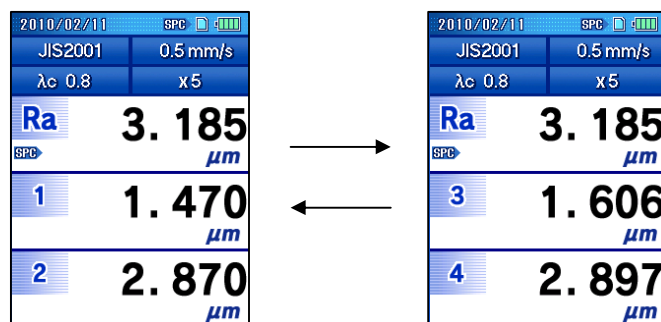 2010/02/11 SPC
JIS2001 0.5 mm/s
λc 0.8 x5
Ra 3. 185
SPC µm
1 1. 470
µm
2 2. 870
µm
2010/02/11 SPC
JIS2001 0.5 mm/s
λc 0.8 x5
Ra 3. 185
SPC µm
3 1. 606
µm
4 2. 897
µm